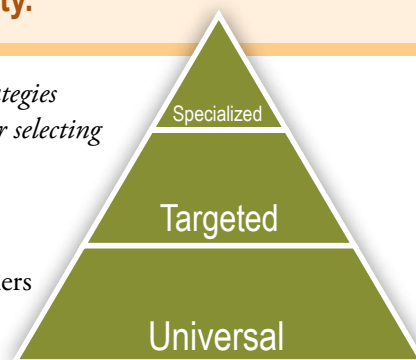 ty.
tegies
r selecting
Specialized
Targeted
ers
Universal